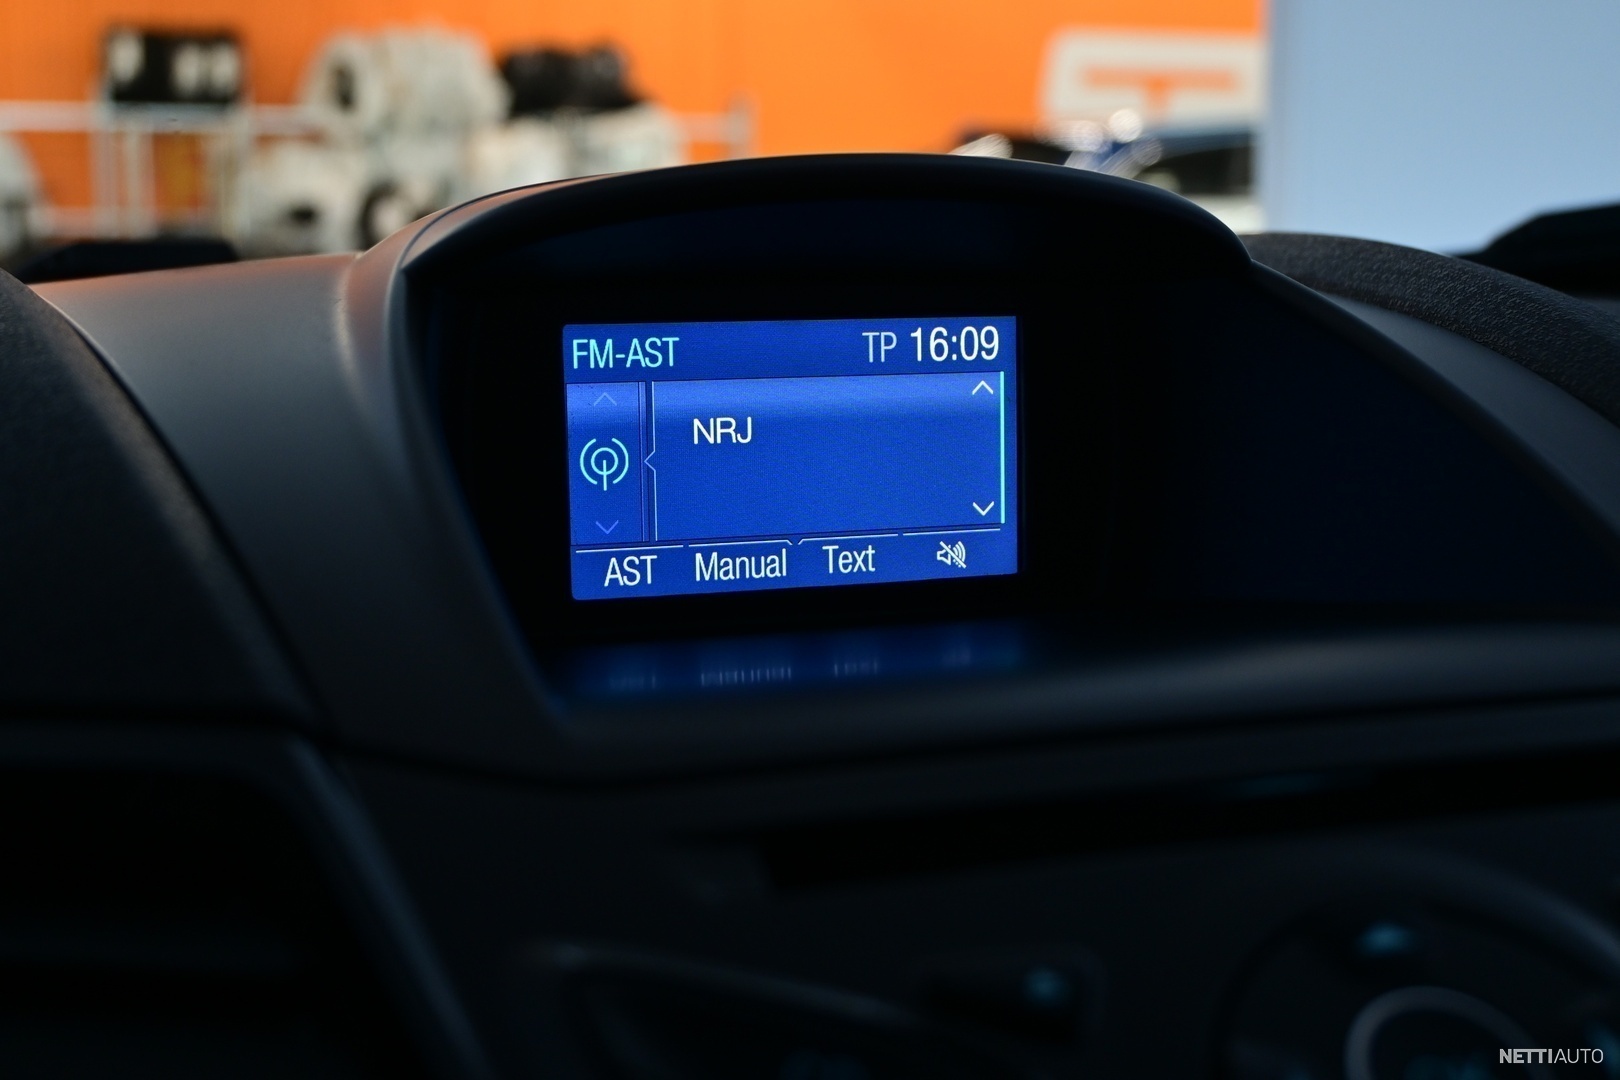 FM-AST TP 16:09
NRJ
AST Manual Text
NETTIAUTO